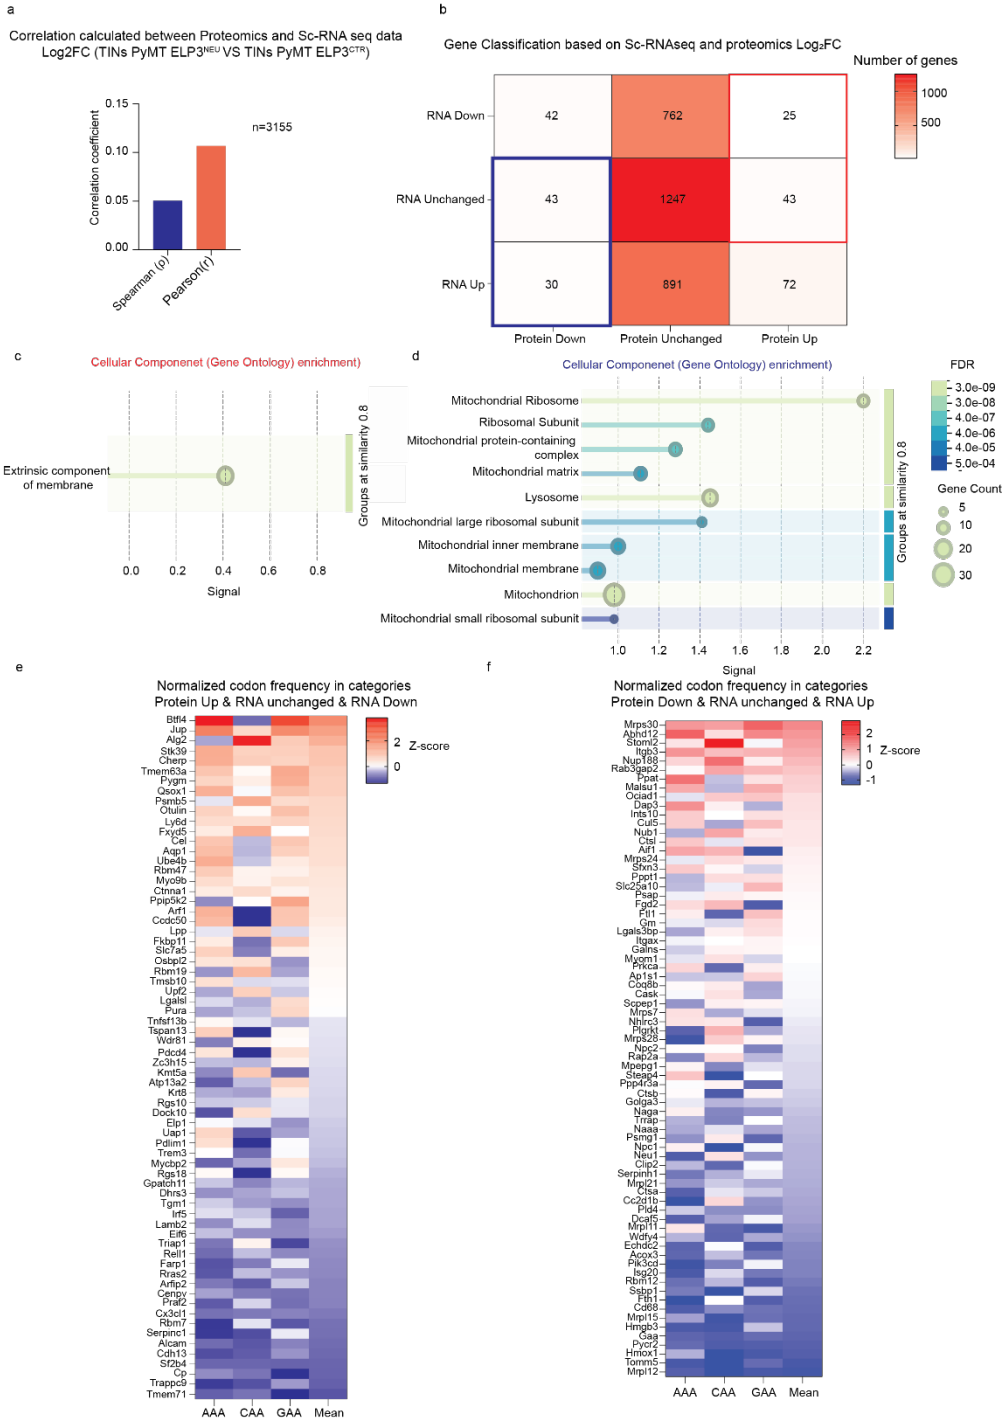 a
Correlation calculated between Proteomics and Sc-RNA seq data
Log2FC (TINs PyMT ELP3NEU VS TINs PyMT ELP3CTR)
Correlation coefficient
0.15
0.10
0.05
0.00
n=3155
Spearman (ρ)
Pearson(r)
b
Gene Classification based on Sc-RNAseq and proteomics Log₂FC
Number of genes
1000
500
RNA Down
42
762
25
RNA Unchanged
43
1247
43
RNA Up
30
891
72
Protein Down
Protein Unchanged
Protein Up
c
Cellular Componenet (Gene Ontology) enrichment)
Extrinsic component
of membrane
Groups at similarity 0.8
0.0
0.2
0.4
0.6
0.8
Signal
d
Cellular Componenet (Gene Ontology) enrichment)
Mitochondrial Ribosome
Ribosomal Subunit
Mitochondrial protein-containing
complex
Mitochondrial matrix
Lysosome
Mitochondrial large ribosomal subunit
Mitochondrial inner membrane
Mitochondrial membrane
Mitochondrion
Mitochondrial small ribosomal subunit
Groups at similarity 0.8
1.0
1.2
1.4
1.6
1.8
2.0
2.2
Signal
FDR
3.0e-09
3.0e-08
4.0e-07
4.0e-06
4.0e-05
5.0e-04
Gene Count
5
10
20
30
e
Normalized codon frequency in categories
Protein Up & RNA unchanged & RNA Down
2
0
Z-score
Btfl4
Jup
Alg2
Stk39
Cherp
Tmem63a
Pygm
Qsox1
Psmb5
Otulin
Ly6d
Fxyd5
Cel
Aqp1
Ube4b
Rbm47
Myo9b
Ctnna1
Ppip5k2
Arf1
Ccdc50
Lpp
Fkbp11
Slc7a5
Osbpl2
Rbm19
Tmsb10
Upf2
Lgalsl
Pura
Tnfsf13b
Tspan13
Wdr81
Pdcd4
Zc3h15
Kmt5a
Atp13a2
Krt8
Rgs10
Dock10
Elp1
Uap1
Pdlim1
Trem3
Mycbp2
Rgs18
Gpatch11
Dhrs3
Tgm1
Irf5
Lamb2
Eif6
Triap1
Rell1
Farp1
Rras2
Arfip2
Cenpv
Praf2
Cx3cl1
Rbm7
Serpinc1
Alcam
Cdh13
Sf2b4
Cp
Trappc9
Tmem71
AAA
CAA
GAA
Mean
f
Normalized codon frequency in categories
Protein Down & RNA unchanged & RNA Up
2
1
0
-1
Z-score
Mrps30
Abhd12
Stoml2
Itgb3
Nup188
Rab3gap2
Ppat
Malsu1
Ociad1
Dap3
Ints10
Cul5
Nub1
Ctsl
Aif1
Mrps24
Sfxn3
Pppt1
Slc25a10
Psap
Fgd2
Ftl1
Gm
Lgals3bp
Itgax
Galns
Myom1
Prkca
Ap1s1
Coq8b
Cask
Scpep1
Mrps7
Nhlrc3
Plgrkt
Mrps28
Npc2
Rap2a
Mpepg1
Steap4
Ppp4r3a
Ctsb
Golga3
Naga
Trrap
Naaa
Psmg1
Npc1
Neu1
Clip2
Serpinh1
Mrpl21
Ctsa
Cc2d1b
Pld4
Dcaf5
Mrpl11
Wdfy4
Echdc2
Acox3
Pik3cd
Isg20
Rbm12
Ssbp1
Fth1
Cd68
Mrpl15
Hmgb3
Gaa
Pycr2
Hmox1
Tomm5
Mrpl12
AAA
CAA
GAA
Mean